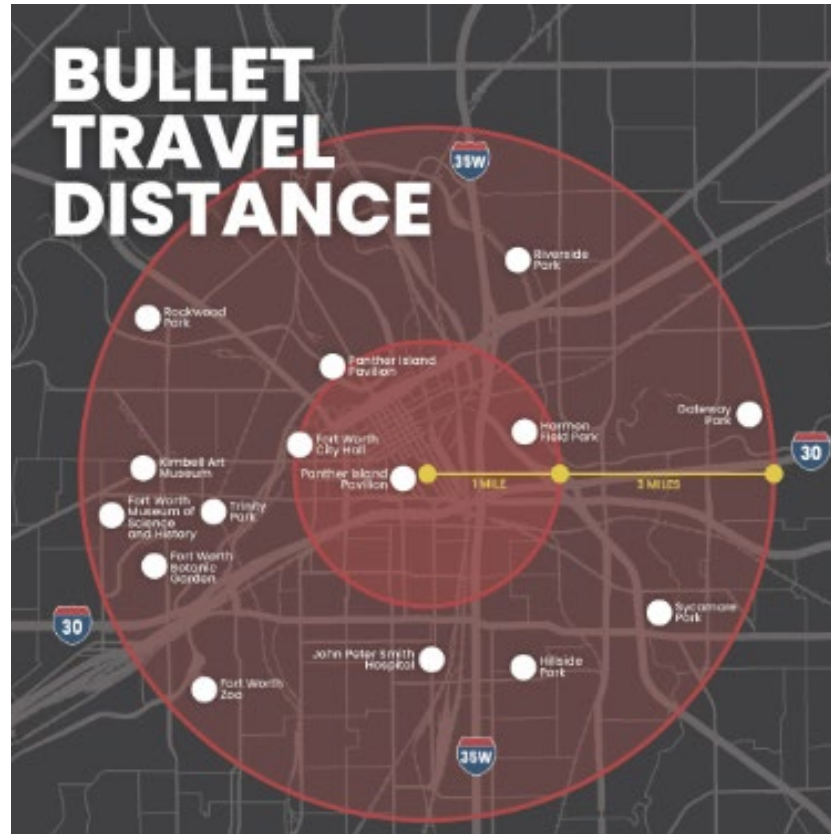 BULLET
TRAVEL
DISTANCE
35W
Riverside
Park
Rockwood
Park
Panther Island
Pavilion
Gateway
Park
Harmon
Field Park
Fort Worth
City Hall
30
Kimbell Art
Museum
Panther Island
Pavilion
1 MILE
3 MILES
Fort Worth
Museum of
Science
and History
Trinity
Park
Fort Worth
Botanic
Garden
Sycamore
Park
30
John Peter Smith
Hospital
Hillside
Park
Fort Worth
Zoo
35W